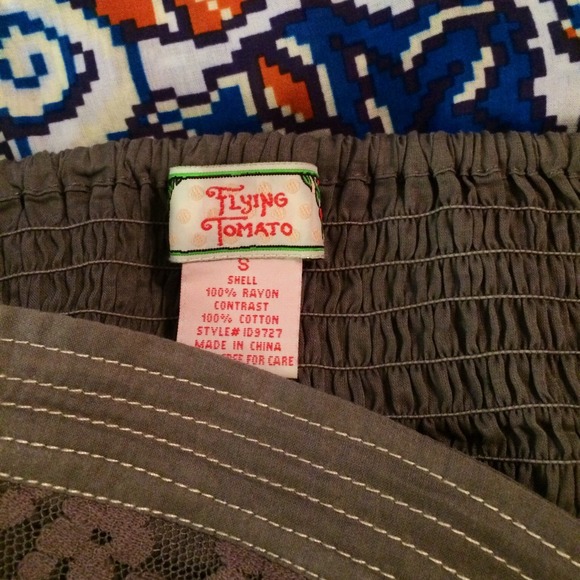 FLYING
TOMATO
S
SHELL
100% RAYON
CONTRAST
100% COTTON
STYLE# ID9727
MADE IN CHINA
FOR CARE